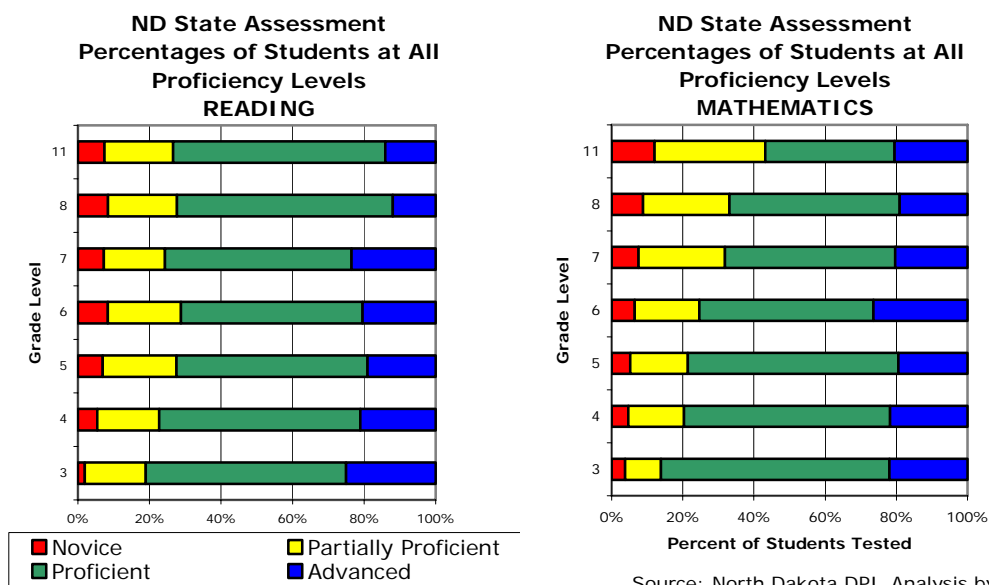 ND State Assessment
Percentages of Students at All
Proficiency Levels
READING
Grade Level
11
8
7
6
5
4
3
0% 20% 40% 60% 80% 100%
Novice Partially Proficient
Proficient Advanced
ND State Assessment
Percentages of Students at All
Proficiency Levels
MATHEMATICS
Grade Level
11
8
7
6
5
4
3
0% 20% 40% 60% 80% 100%
Percent of Students Tested
Source: North Dakota DPI. Analysis by